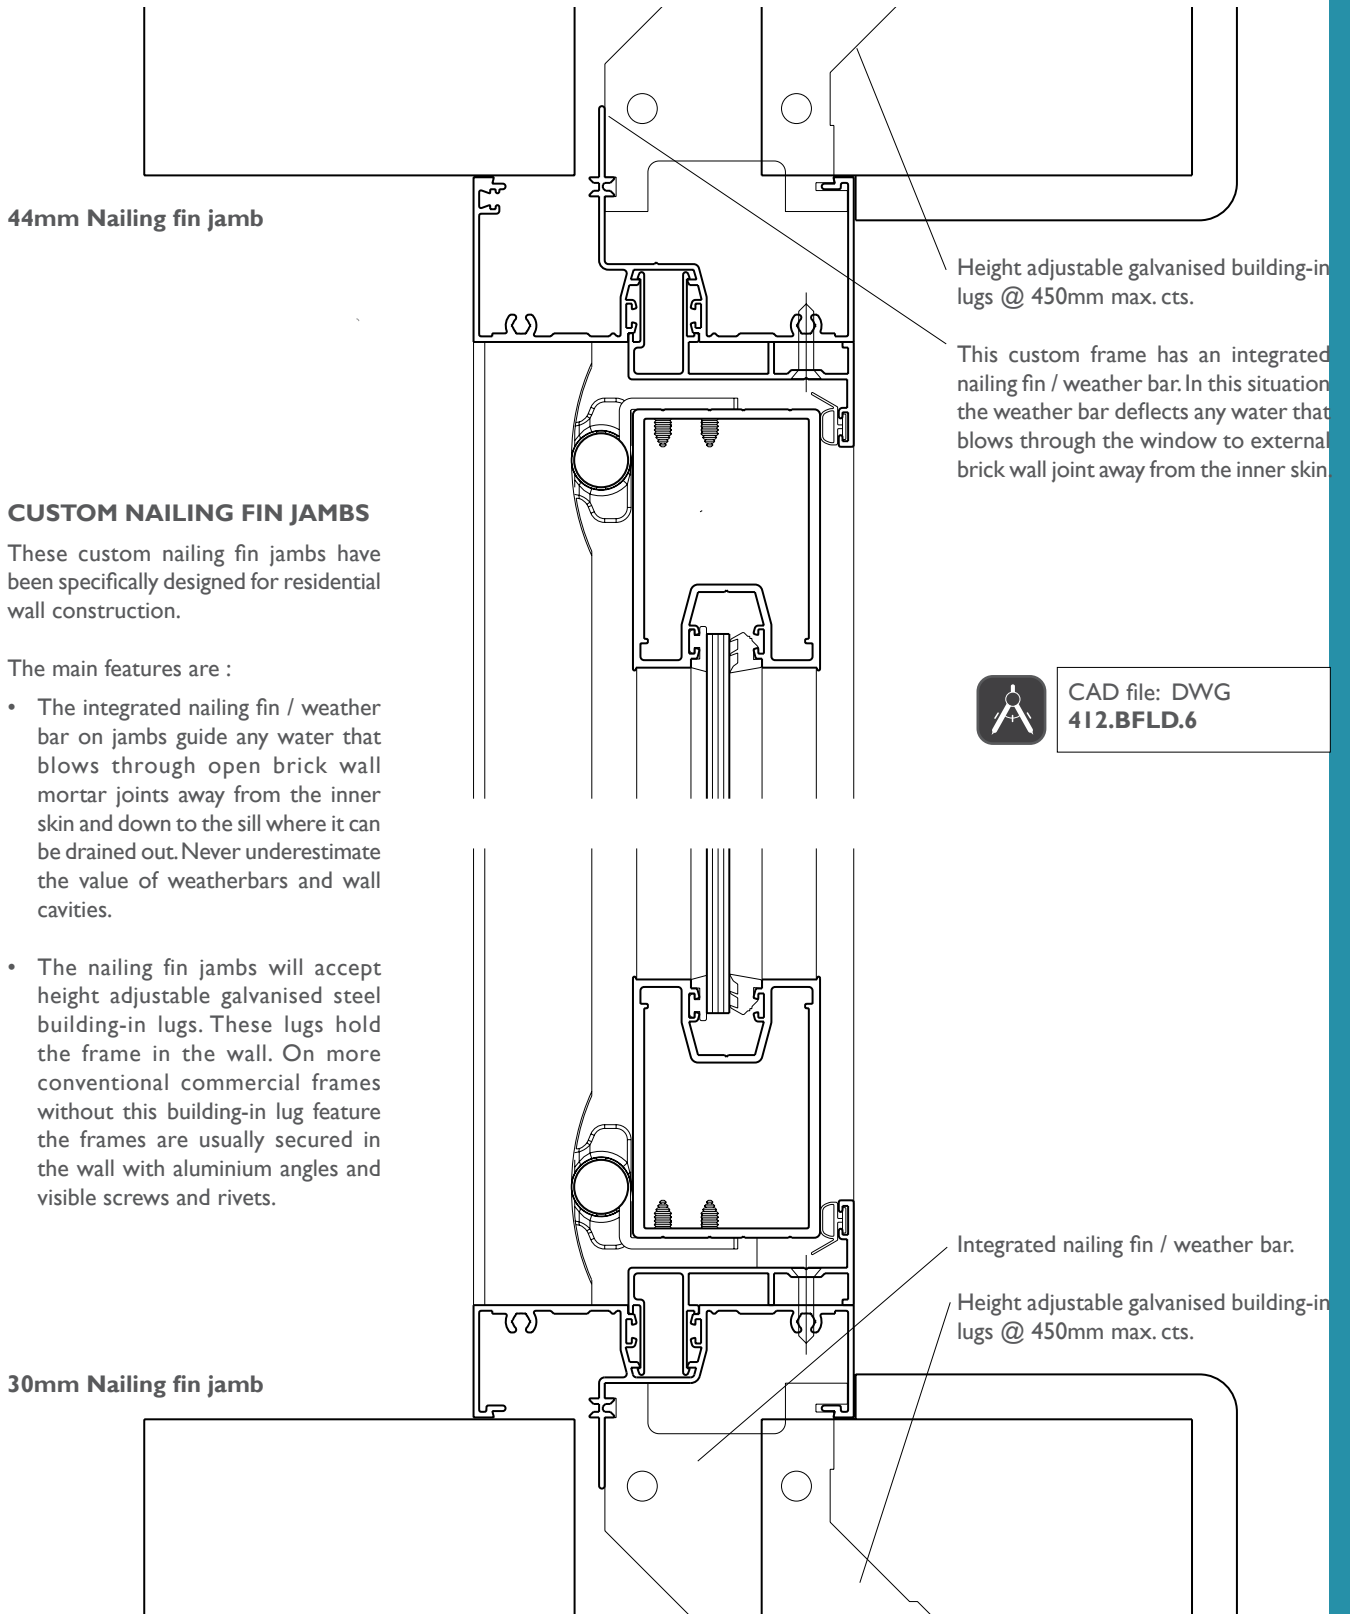 44mm Nailing fin jamb
Height adjustable galvanised building-in
lugs @ 450mm max. cts.
This custom frame has an integrated
nailing fin / weather bar. In this situation
the weather bar deflects any water that
blows through the window to external
brick wall joint away from the inner skin.
CUSTOM NAILING FIN JAMBS
These custom nailing fin jambs have
been specifically designed for residential
wall construction.
The main features are :
• The integrated nailing fin / weather
bar on jambs guide any water that
blows through open brick wall
mortar joints away from the inner
skin and down to the sill where it can
be drained out. Never underestimate
the value of weatherbars and wall
cavities.
• The nailing fin jambs will accept
height adjustable galvanised steel
building-in lugs. These lugs hold
the frame in the wall. On more
conventional commercial frames
without this building-in lug feature
the frames are usually secured in
the wall with aluminium angles and
visible screws and rivets.
CAD file: DWG
412.BFLD.6
Integrated nailing fin / weather bar.
Height adjustable galvanised building-in
lugs @ 450mm max. cts.
30mm Nailing fin jamb